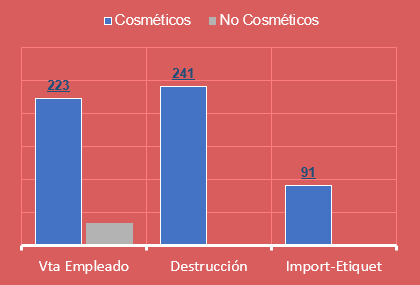 Cosméticos No Cosméticos
241
223
91
Vta Empleado Destrucción Import-Etiquet